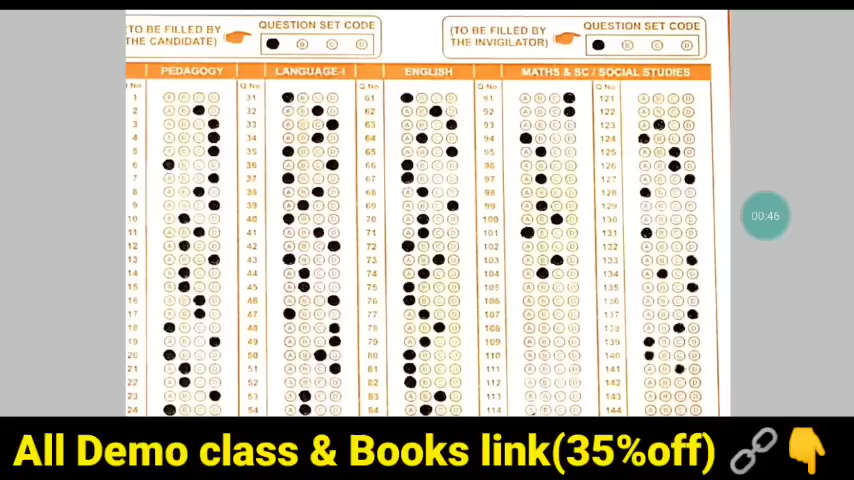 TO BE FILLED BY
THE CANDIDATE)
QUESTION SET CODE
B C D
(TO BE FILLED BY
THE INVIGILATOR)
QUESTION SET CODE
B C D
PEDAGOGY
LANGUAGE-I
ENGLISH
MATHS & SC / SOCIAL STUDIES
No Q No Q No Q No Q No
1 31 61 91 121
2 32 62 92 122
3 33 63 93 123
4 34 64 94 124
5 35 65 95 125
6 36 66 96 126
7 37 67 97 127
8 38 68 98 128
9 39 69 99 129
10 40 70 100 130
11 41 71 101 131
12 42 72 102 132
13 43 73 103 133
14 44 74 104 134
15 45 75 105 135
16 46 76 106 136
17 47 77 107 137
18 48 78 108 138
19 49 79 109 139
20 50 80 110 140
21 51 81 111 141
22 52 82 112 142
23 53 83 113 143
24 54 84 114 144
00:46
All Demo class & Books link(35%off)